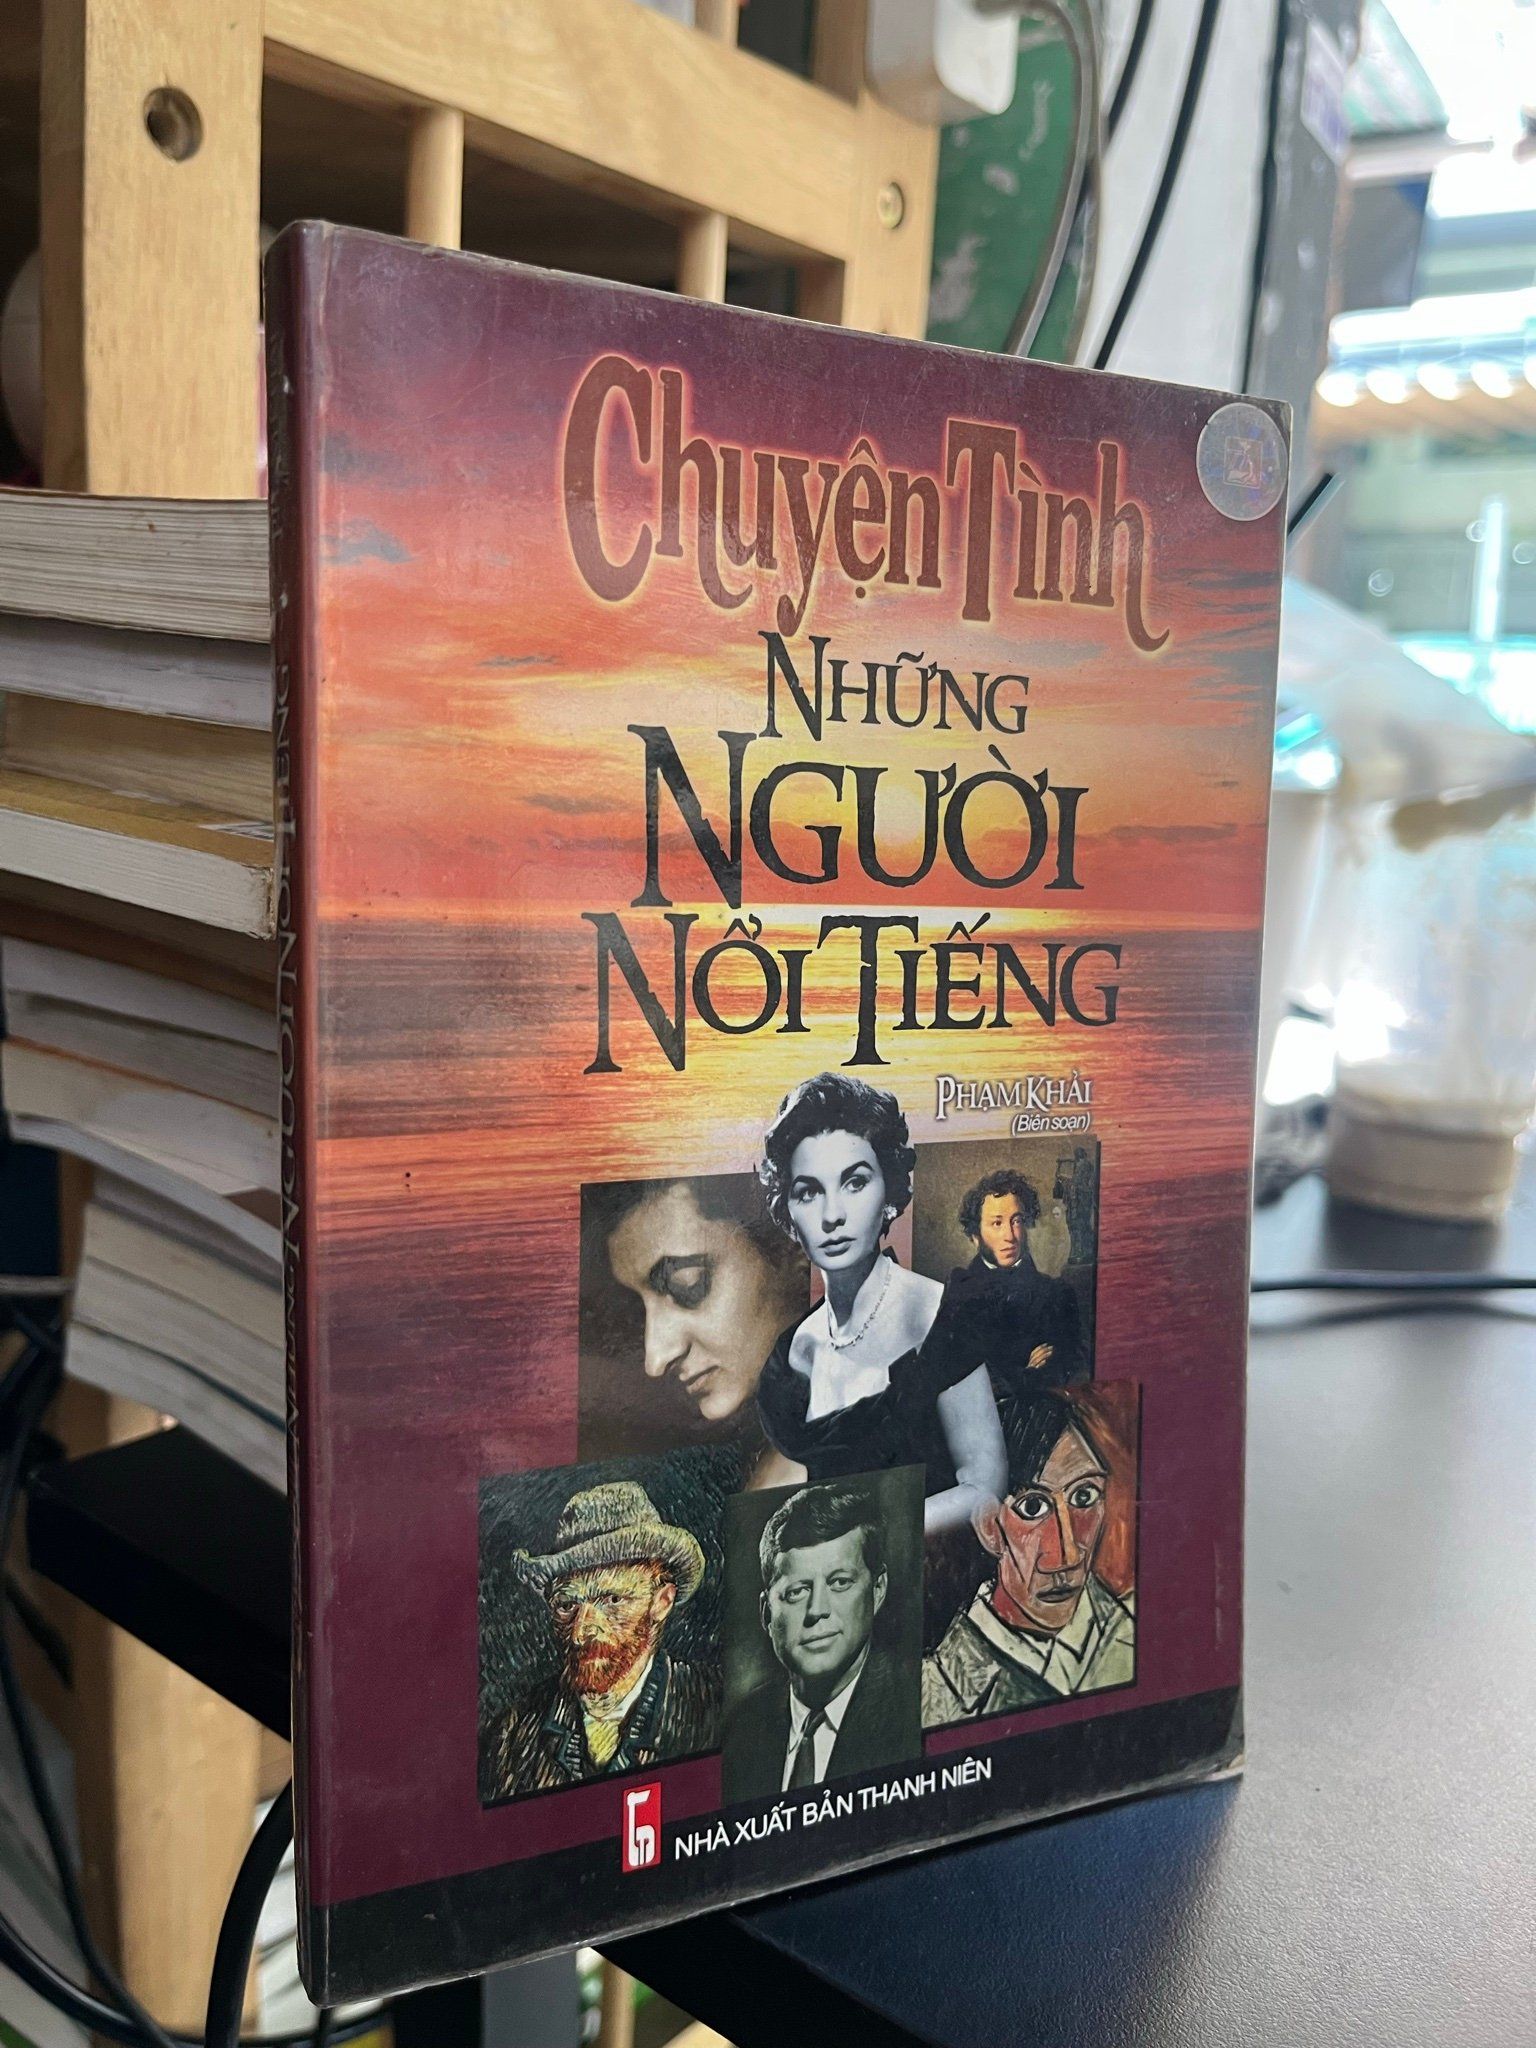 Chuyện Tình
NHỮNG
NGƯỜI
NỔI TIẾNG
PHẠM KHẢI
(Biên soạn)
NHÀ XUẤT BẢN THANH NIÊN